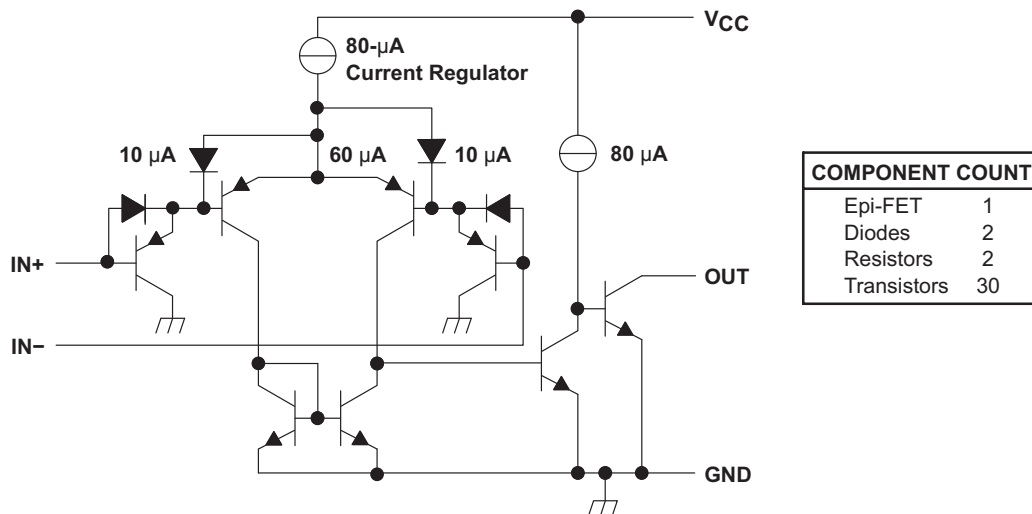 VCC
80-µA
Current Regulator
10 µA
60 µA
10 µA
80 µA
IN+
IN−
OUT
GND
COMPONENT COUNT
Epi-FET 1
Diodes 2
Resistors 2
Transistors 30